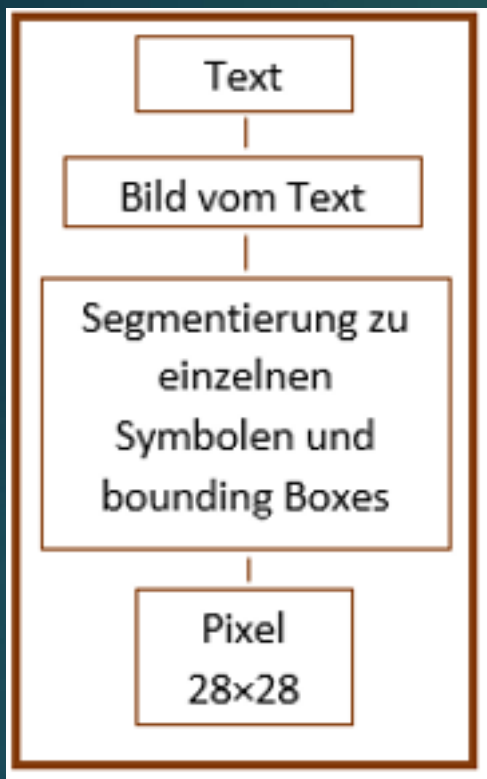 Text
Bild vom Text
Segmentierung zu
einzelnen
Symbolen und
bounding Boxes
Pixel
28×28